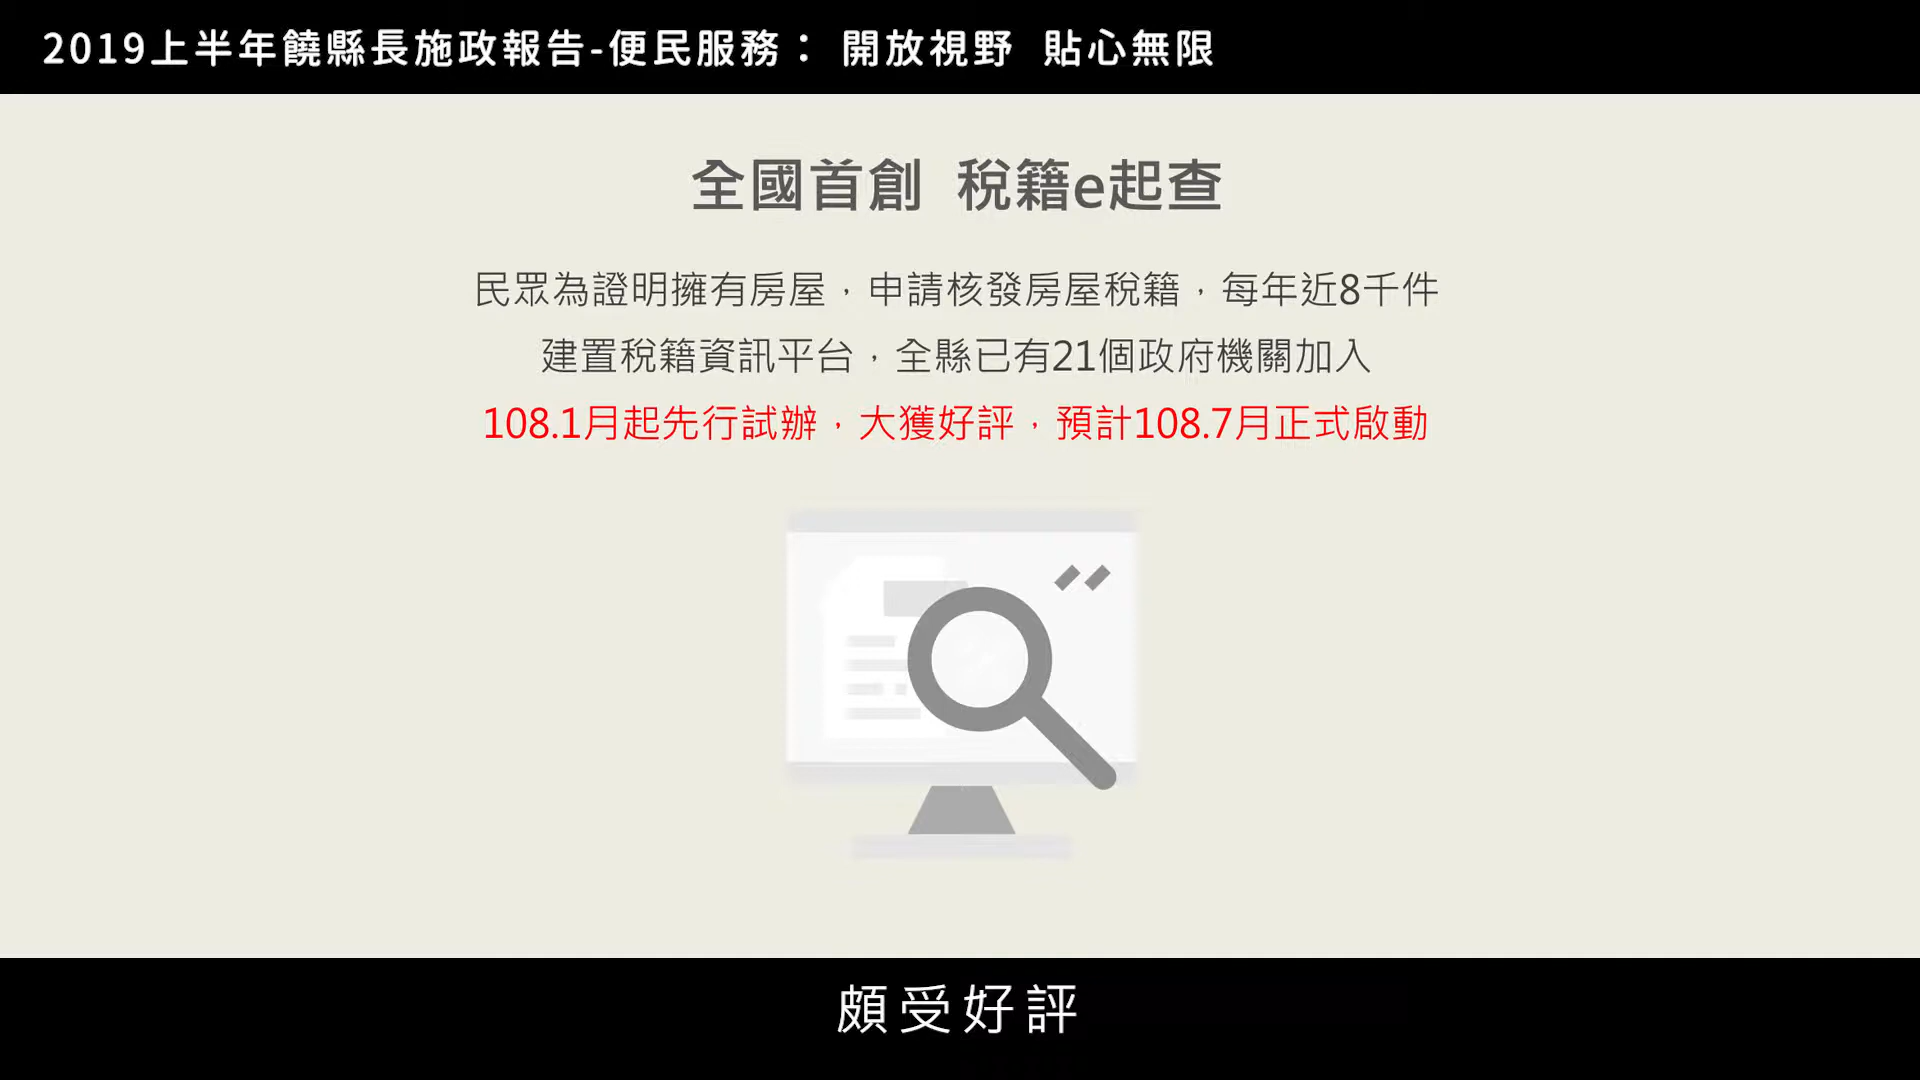 2019上半年饒縣長施政報告-便民服務： 開放視野 貼心無限
全國首創 稅籍e起查
民眾為證明擁有房屋，申請核發房屋稅籍，每年近8千件
建置稅籍資訊平台，全縣已有21個政府機關加入
108.1月起先行試辦，大獲好評，預計108.7月正式啟動
頗受好評